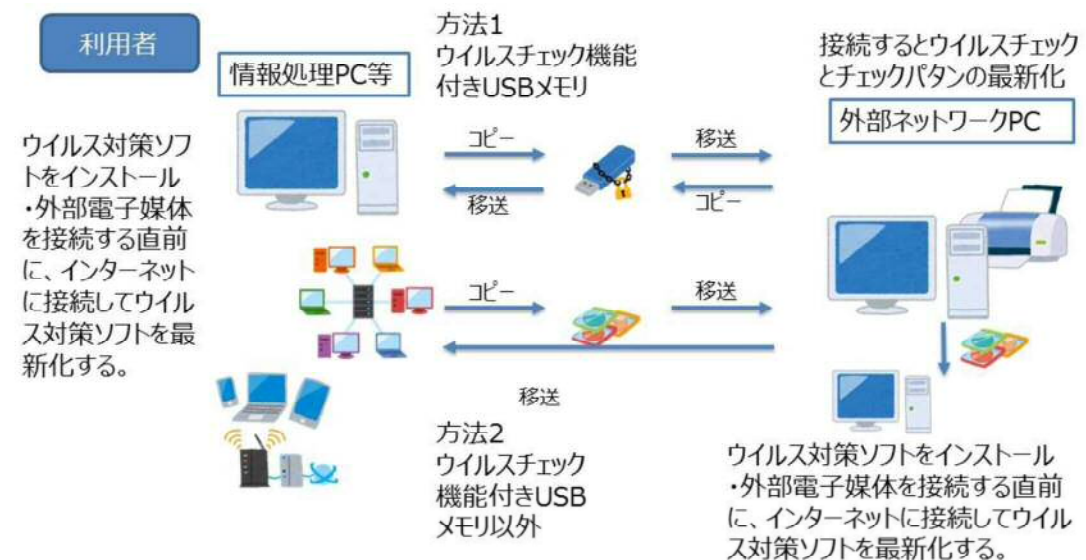 利用者
情報処理PC等
ウイルス対策ソフ
トをインストール
・外部電子媒体
を接続する直前
に、インターネット
に接続してウイル
ス対策ソフトを最
新化する。
方法1
ウイルスチェック機能
付きUSBメモリ
コピー
移送
移送
コピー
接続するとウイルスチェック
とチェックパタンの最新化
外部ネットワークPC
コピー
移送
移送
方法2
ウイルスチェック
機能付きUSB
メモリ以外
ウイルス対策ソフトをインストール
・外部電子媒体を接続する直前
に、インターネットに接続してウイル
ス対策ソフトを最新化する。